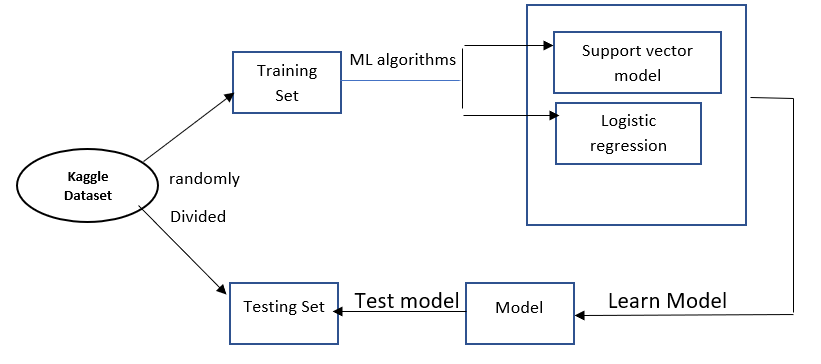 Kaggle
Dataset
randomly
Divided
Training
Set
ML algorithms
Support vector
model
Logistic
regression
Learn Model
Model
Test model
Testing Set